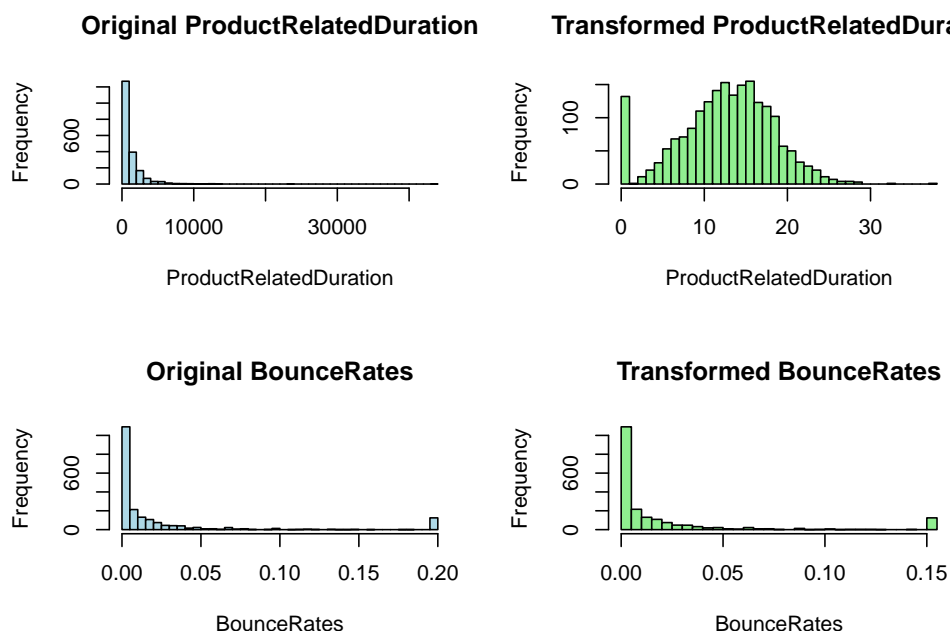 Original ProductRelatedDuration
Frequency
600
0
0 10000 30000
ProductRelatedDuration
Transformed ProductRelatedDura
Frequency
100
0
0 10 20 30
ProductRelatedDuration
Original BounceRates
Frequency
600
0
0.00 0.05 0.10 0.15 0.20
BounceRates
Transformed BounceRates
Frequency
600
0
0.00 0.05 0.10 0.15
BounceRates